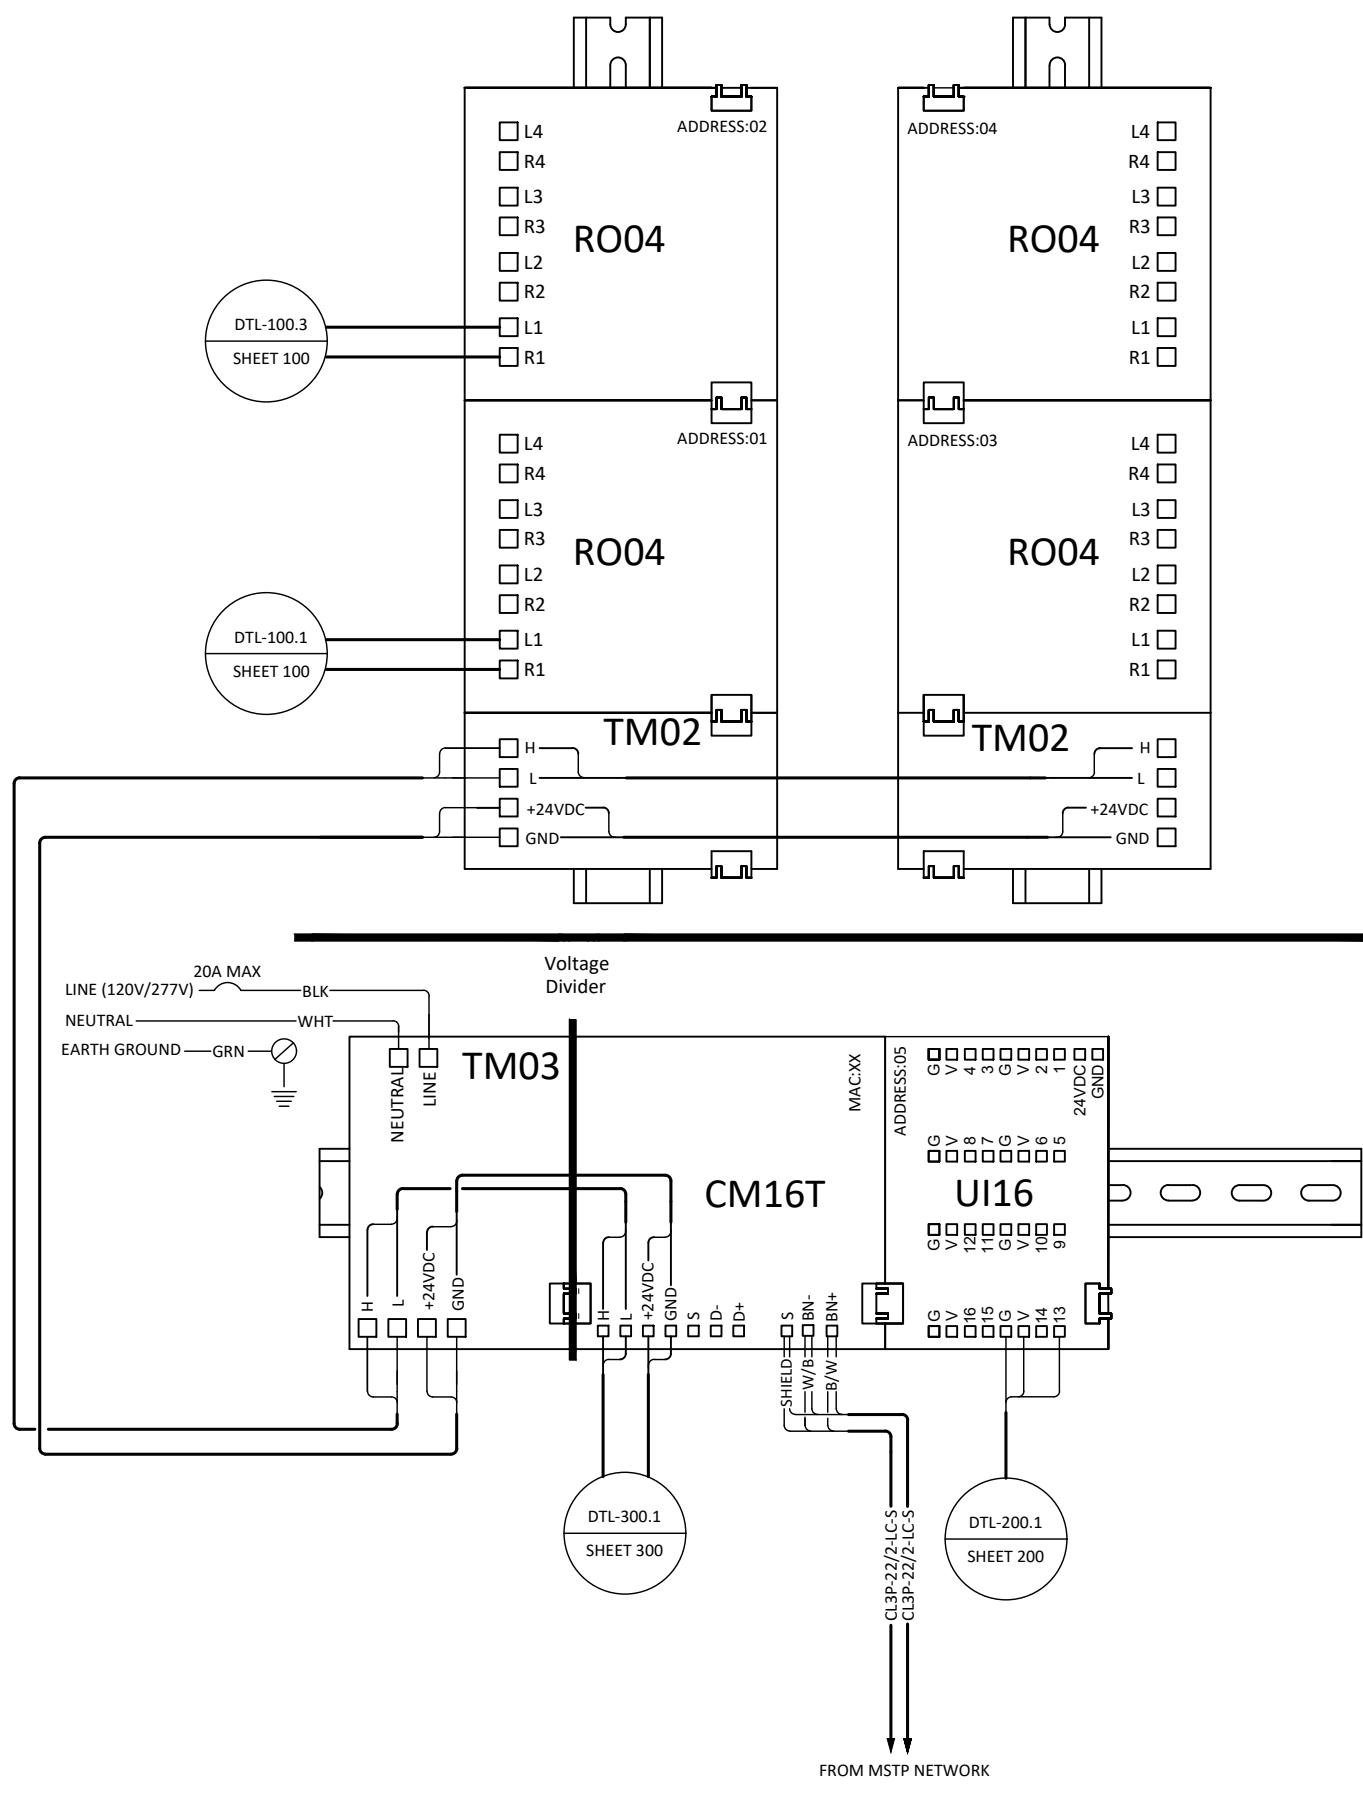 ADDRESS:02
L4
R4
L3
R3
RO04
L2
R2
L1
R1
DTL-100.3
SHEET 100
ADDRESS:04
L4
R4
L3
R3
RO04
L2
R2
L1
R1
ADDRESS:01
L4
R4
L3
R3
RO04
L2
R2
L1
R1
DTL-100.1
SHEET 100
ADDRESS:03
L4
R4
L3
R3
RO04
L2
R2
L1
R1
TM02
H
L
+24VDC
GND
TM02
H
L
+24VDC
GND
Voltage
Divider
20A MAX
LINE (120V/277V)
BLK
NEUTRAL
WHT
EARTH GROUND
GRN
NEUTRAL
LINE
TM03
H
L
+24VDC
GND
MAC:XX
CM16T
H
L
+24VDC
GND
S
D-
D+
S
BN-
BN+
SHIELD
W/B
B/W
ADDRESS:05
G
V
4
3
G
V
2
1
24VDC
GND
G
V
8
7
G
V
6
5
UI16
G
V
12
11
G
V
10
9
G
V
16
15
G
V
14
13
DTL-300.1
SHEET 300
DTL-200.1
SHEET 200
CL3P-22/2-LC-S
CL3P-22/2-LC-S
FROM MSTP NETWORK